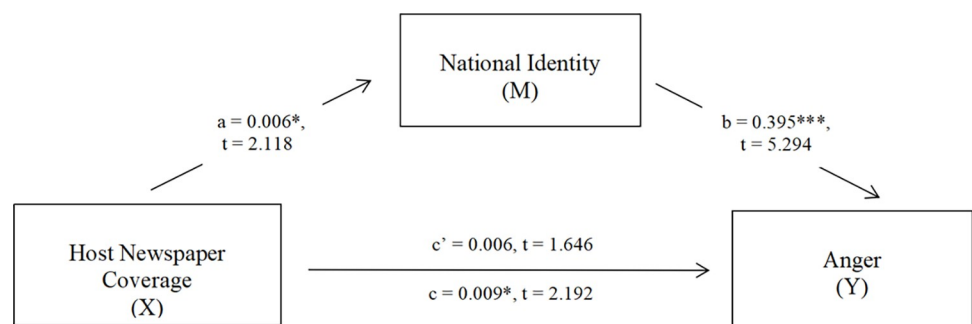 National Identity
(M)
a = 0.006*,
t = 2.118
b = 0.395***,
t = 5.294
Host Newspaper
Coverage
(X)
c’ = 0.006, t = 1.646
c = 0.009*, t = 2.192
Anger
(Y)